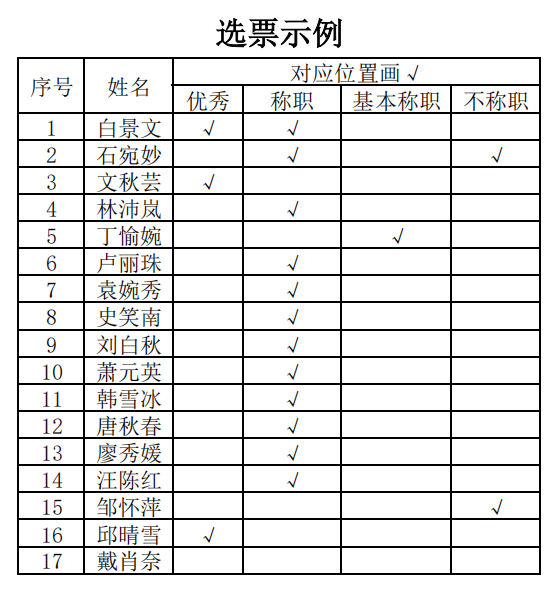 选票示例
序号 姓名 对应位置画√
优秀 称职 基本称职 不称职
1 白景文 √ √
2 石宛妙 √ √
3 文秋芸 √
4 林沛岚 √
5 丁愉婉 √
6 卢丽珠 √
7 袁婉秀 √
8 史笑南 √
9 刘白秋 √
10 萧元英 √
11 韩雪冰 √
12 唐秋春 √
13 廖秀媛 √
14 汪陈红 √
15 邹怀萍 √
16 邱晴雪 √
17 戴肖奈